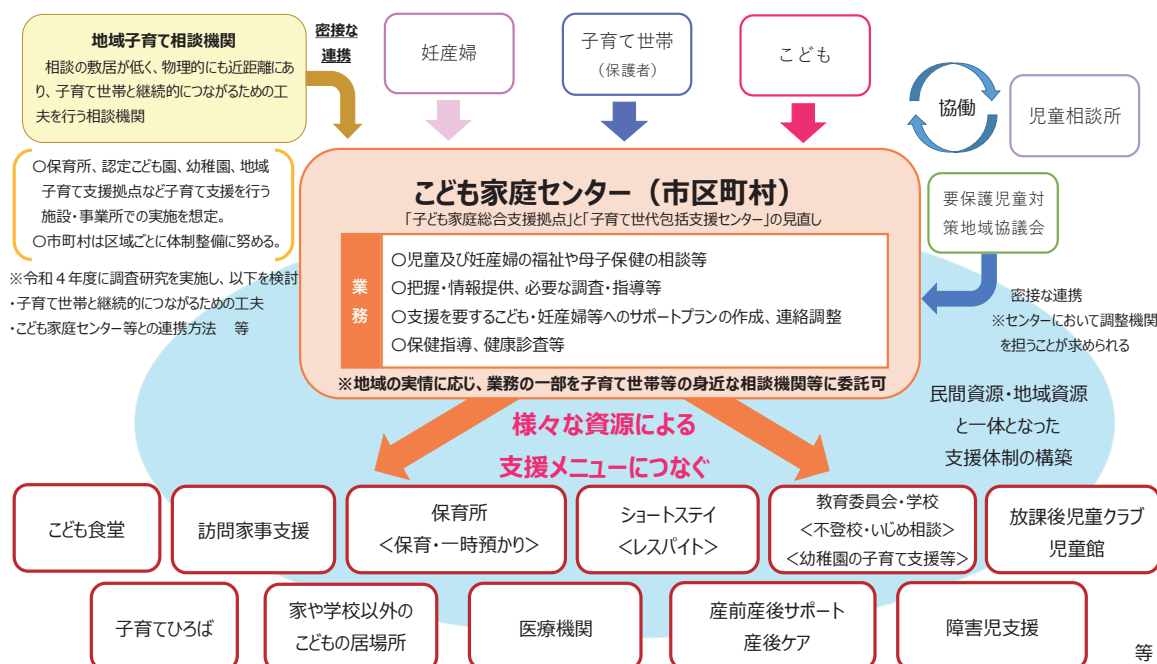 地域子育て相談機関
相談の敷居が低く、物理的にも近距離にあ
り、子育て世帯と継続的につながるための工
夫を行う相談機関
密接な
連携
妊産婦
子育て世帯
（保護者）
こども
協働
児童相談所
○保育所、認定こども園、幼稚園、地域
子育て支援拠点など子育て支援を行う
施設・事業所での実施を想定。
○市町村は区域ごとに体制整備に努める。
※令和４年度に調査研究を実施し、以下を検討
・子育て世帯と継続的につながるための工夫
・こども家庭センター等との連携方法　等
こども家庭センター（市区町村）
「子ども家庭総合支援拠点」と「子育て世代包括支援センター」の見直し
業務
○児童及び妊産婦の福祉や母子保健の相談等
○把握・情報提供、必要な調査・指導等
○支援を要するこども・妊産婦等へのサポートプランの作成、連絡調整
○保健指導、健康診査等
※地域の実情に応じ、業務の一部を子育て世帯等の身近な相談機関等に委託可
要保護児童対
策地域協議会
密接な連携
※センターにおいて調整機関
を担うことが求められる
様々な資源による
支援メニューにつなぐ
民間資源・地域資源
と一体となった
支援体制の構築
こども食堂
訪問家事支援
保育所
<保育・一時預かり>
ショートステイ
<レスパイト>
教育委員会・学校
<不登校・いじめ相談>
<幼稚園の子育て支援等>
放課後児童クラブ
児童館
子育てひろば
家や学校以外の
こどもの居場所
医療機関
産前産後サポート
産後ケア
障害児支援
等